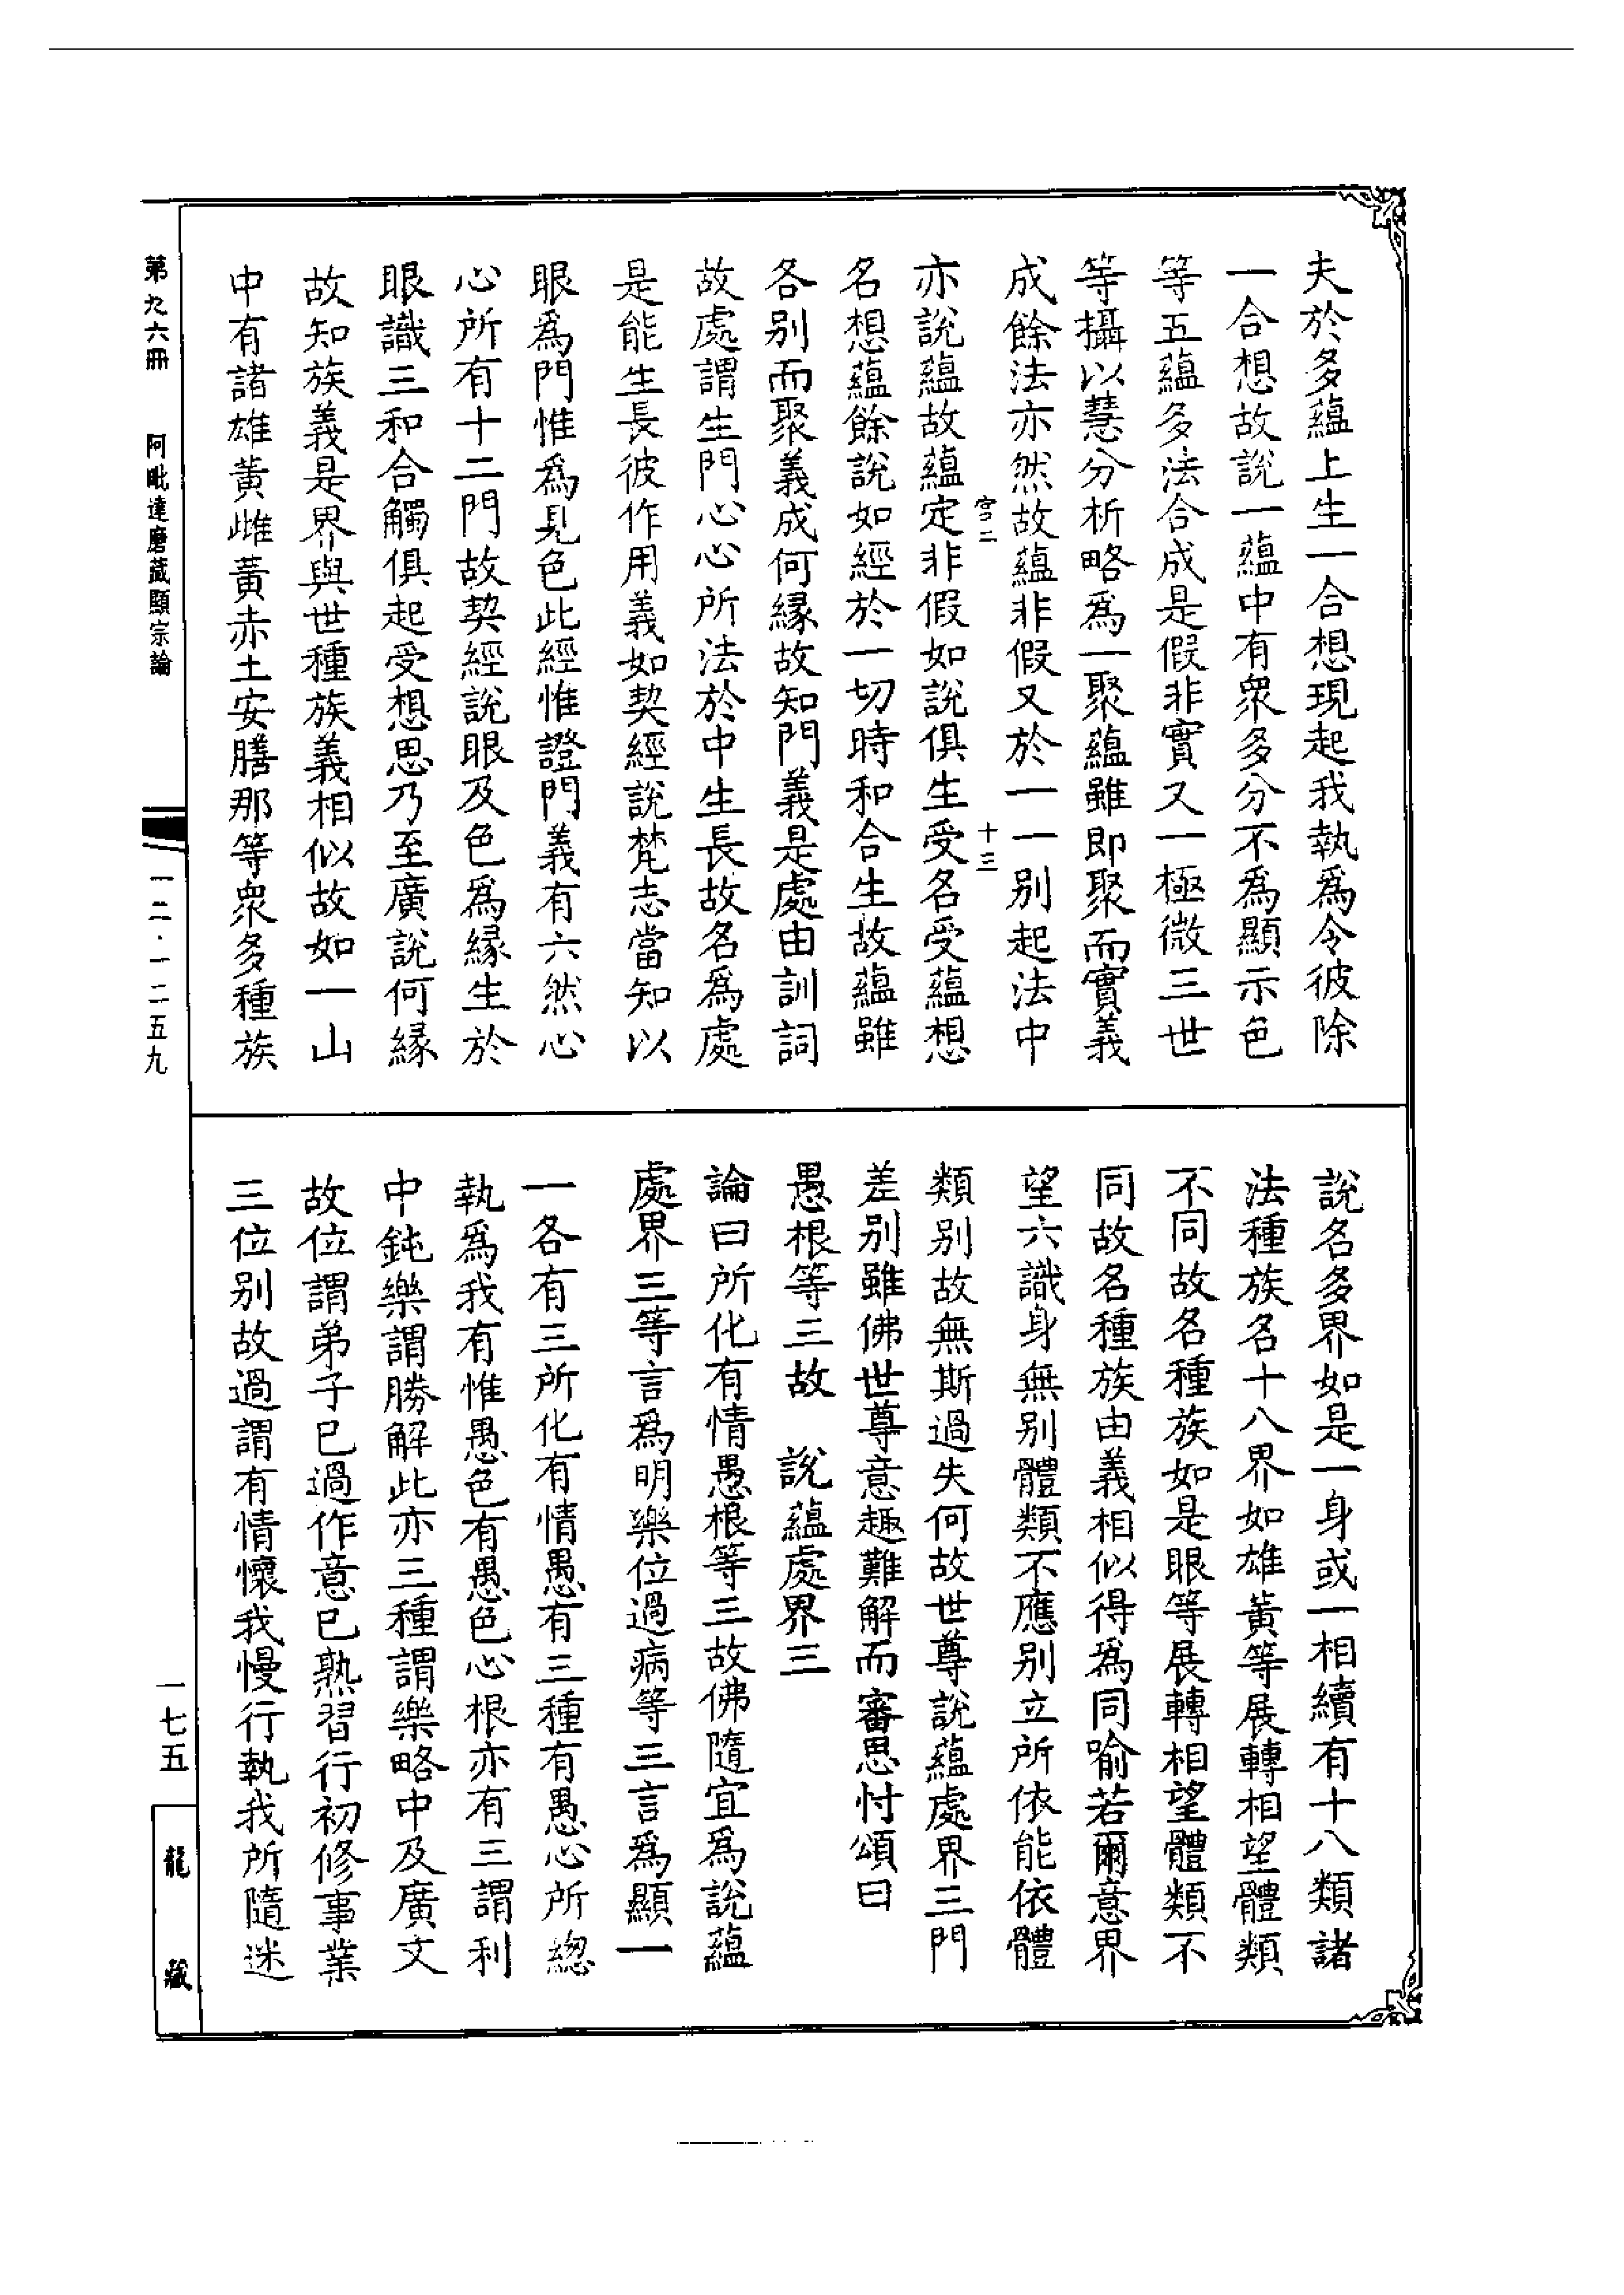 夫於多蘊上生一合想現起我執爲令彼除
一合想故說一蘊中有衆多分不爲顯示色
等五蘊多法合成是假非實又一極微三世
等攝以慧分析略爲一聚蘊雖即聚而實義
成餘法亦然故蘊非假又於一一别起法中
宫二
十三
亦說蘊故蘊定非假如說俱生受名受蘊想
名想蘊餘說如經於一切時和合生故蘊雖
各别而聚義成何縁故知門義是處由訓詞
故處謂生門心心所法於中生長故名爲處
是能生長彼作用義如契經說梵志當知以
眼爲門惟爲見色此經惟證門義有六然心
心所有十二門故契經說眼及色爲縁生於
眼識三和合觸俱起受想思乃至廣說何縁
故知族義是界與世種族義相似故如一山
中有諸雄黃雌黃赤土安膳那等衆多種族
說名多界如是一身或一相續有十八類諸
法種族名十八界如雄黃等展轉相望體類
不同故名種族如是眼等展轉相望體類不
同故名種族由義相似得爲同喻若爾意界
望六識身無别體類不應别立所依能依體
類别故無斯過失何故世尊說蘊處界三門
差别雖佛世尊意趣難解而審思忖頌曰
愚根等三故　說蘊處界三
論曰所化有情愚根等三故佛隨宜爲說蘊
處界三等言爲明樂位過病等三言爲顯一
一各有三所化有情愚有三種有愚心所總
執爲我有惟愚色有愚色心根亦有三謂利
中鈍樂謂勝解此亦三種謂樂略中及廣文
故位謂弟子已過作意已熟習行初修事業
三位别故過謂有情懷我慢行執我所隨迷
第九六冊　阿毗達磨藏顯宗論
一二·一二五九
一七五
龍藏